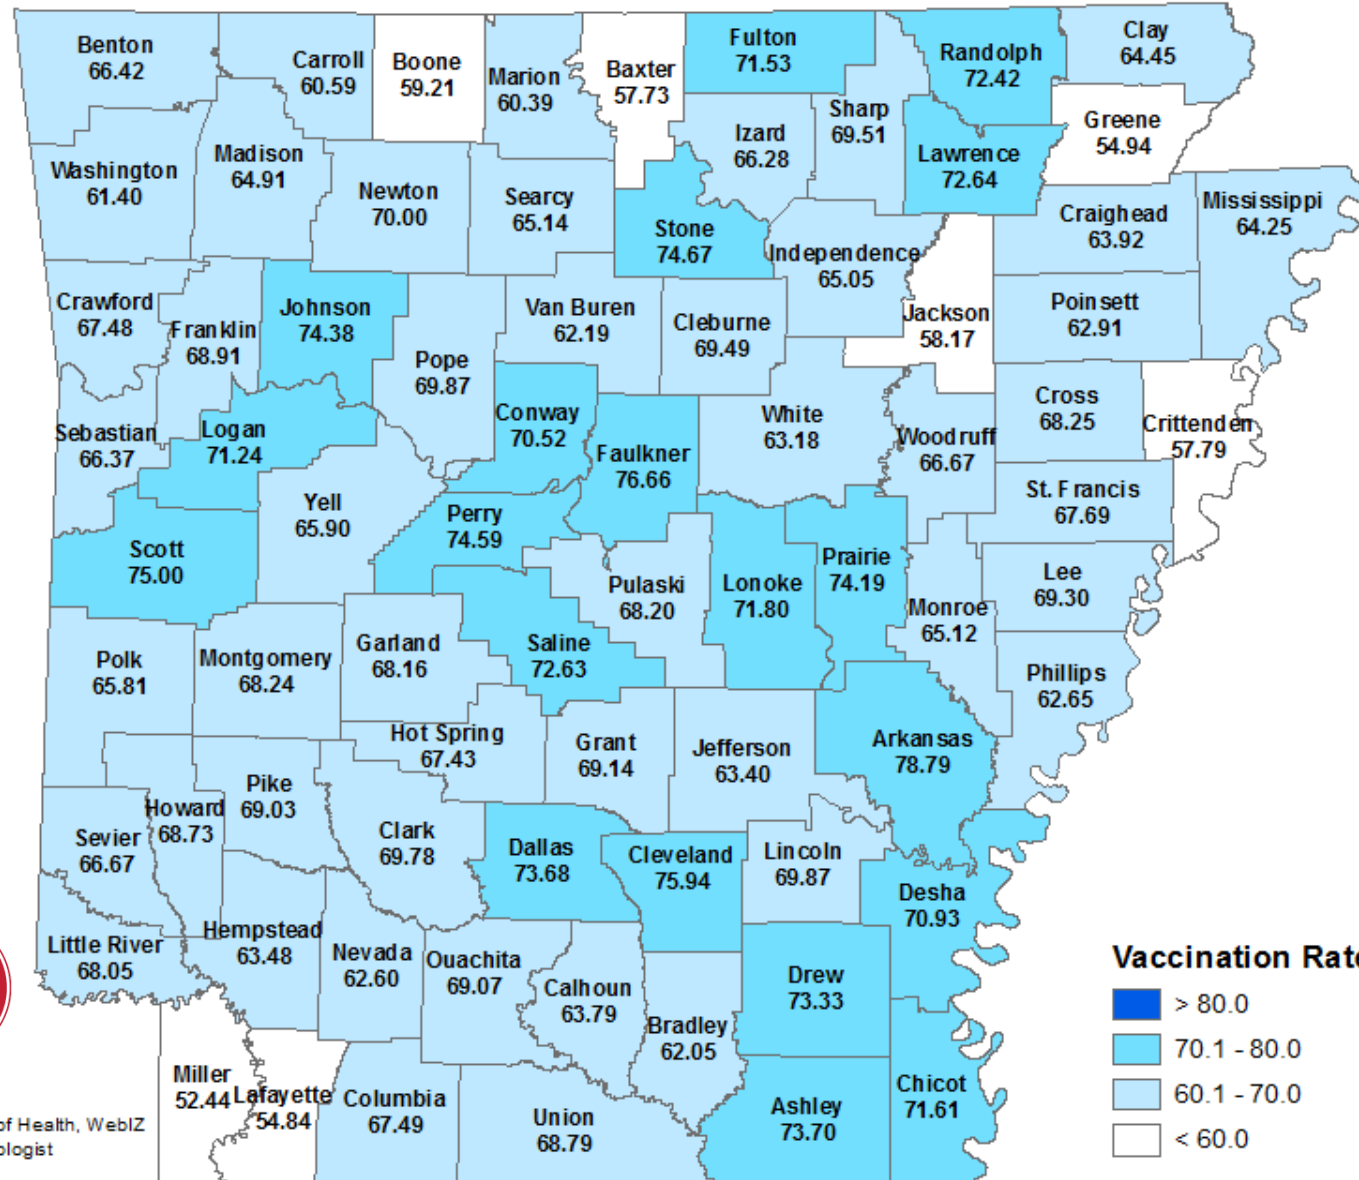 Benton
66.42
Carroll
60.59
Boone
59.21
Marion
60.39
Baxter
57.73
Fulton
71.53
Randolph
72.42
Clay
64.45
Sharp
69.51
Izard
66.28
Greene
54.94
Lawrence
72.64
Washington
61.40
Madison
64.91
Newton
70.00
Searcy
65.14
Stone
74.67
Independence
65.05
Craighead
63.92
Mississippi
64.25
Crawford
67.48
Franklin
68.91
Johnson
74.38
Pope
69.87
Van Buren
62.19
Cleburne
69.49
Jackson
58.17
Poinsett
62.91
Sebastian
66.37
Logan
71.24
Conway
70.52
Faulkner
76.66
White
63.18
Woodruff
66.67
Cross
68.25
Crittenden
57.79
Yell
65.90
Perry
74.59
St. Francis
67.69
Scott
75.00
Pulaski
68.20
Lonoke
71.80
Prairie
74.19
Monroe
65.12
Lee
69.30
Polk
65.81
Montgomery
68.24
Garland
68.16
Saline
72.63
Phillips
62.65
Hot Spring
67.43
Grant
69.14
Jefferson
63.40
Arkansas
78.79
Pike
69.03
Howard
68.73
Sevier
66.67
Clark
69.78
Dallas
73.68
Cleveland
75.94
Lincoln
69.87
Desha
70.93
Little River
68.05
Hempstead
63.48
Nevada
62.60
Ouachita
69.07
Calhoun
63.79
Bradley
62.05
Drew
73.33
Miller
52.44
Lafayette
54.84
Columbia
67.49
Union
68.79
Ashley
73.70
Chicot
71.61
Vaccination Rate
> 80.0
70.1 - 80.0
60.1 - 70.0
< 60.0
of Health, WebIZ
ologist